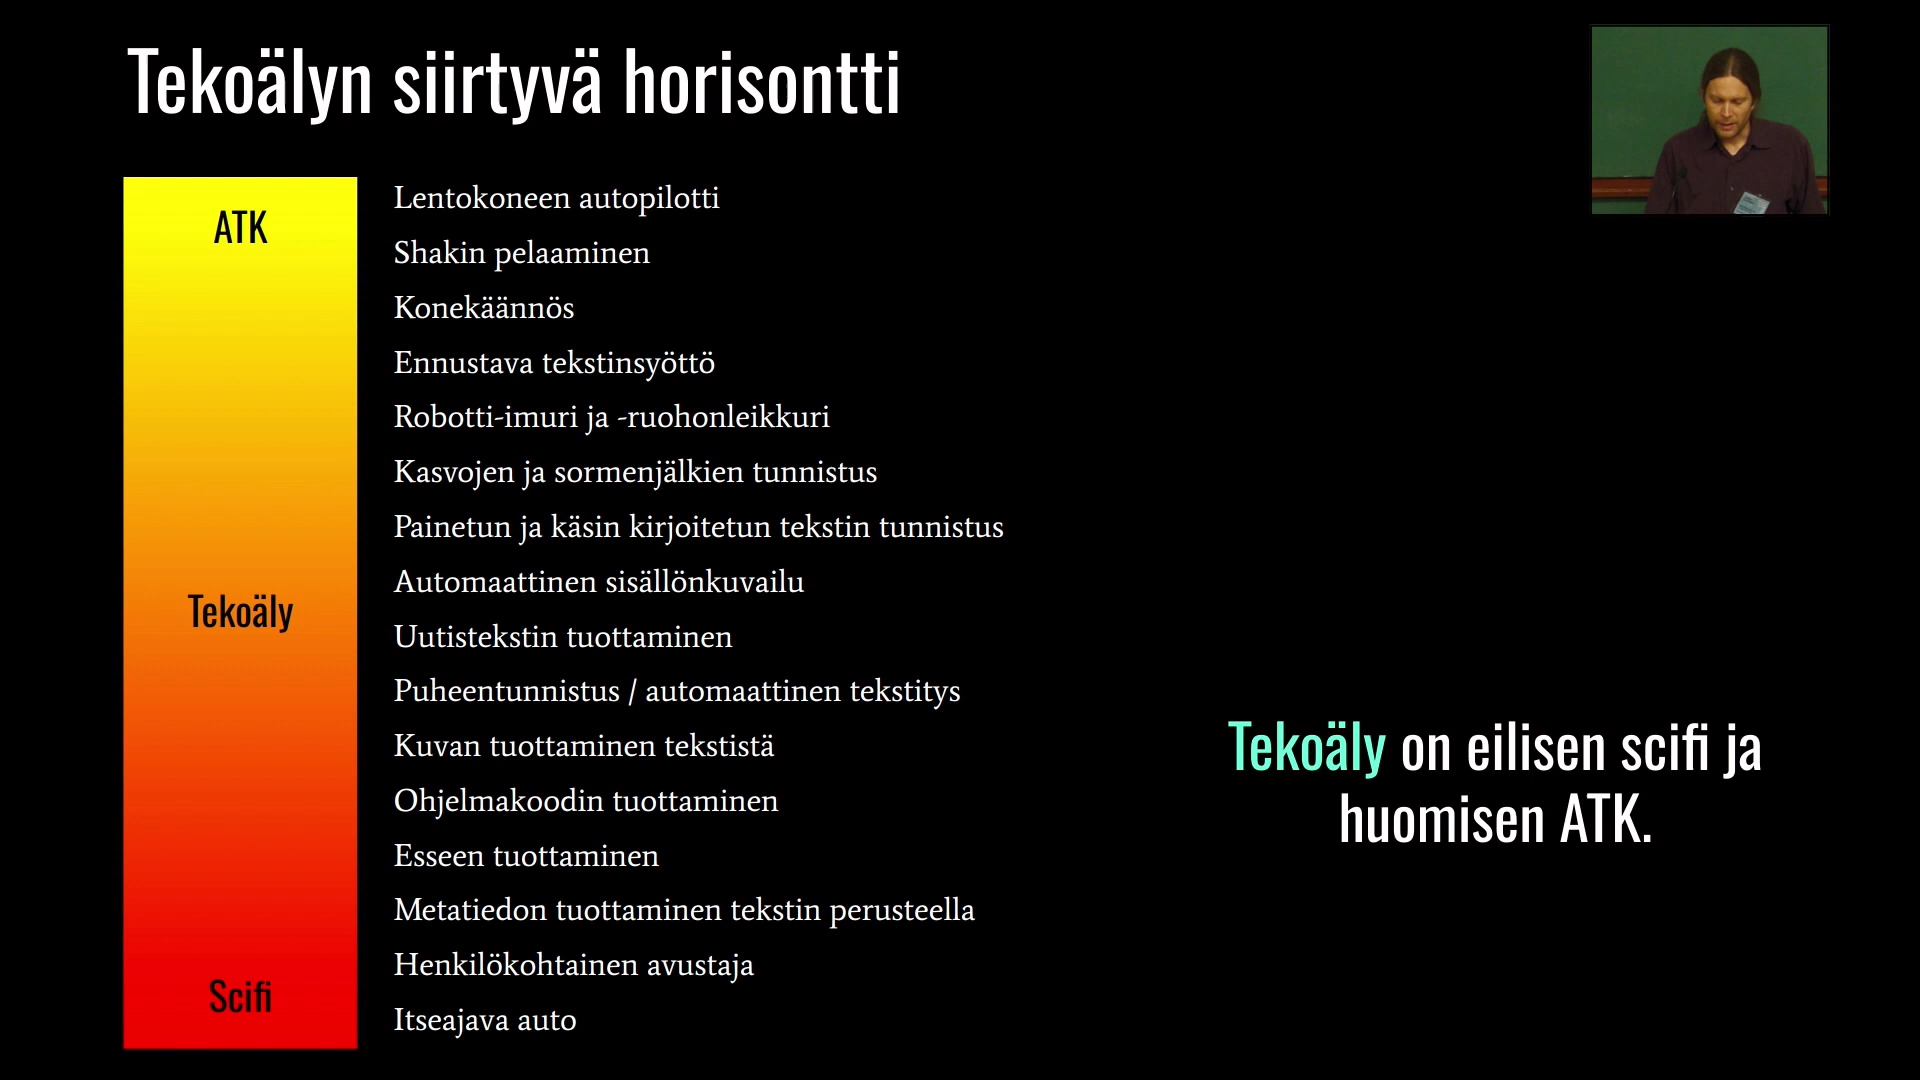 Tekoälyn siirtyvä horisontti
ATK
Tekoäly
Scifi
Lentokoneen autopilotti
Shakin pelaaminen
Konekäännös
Ennustava tekstinsyöttö
Robotti-imuri ja -ruohonleikkuri
Kasvojen ja sormenjälkien tunnistus
Painetun ja käsin kirjoitetun tekstin tunnistus
Automaattinen sisällönkuvailu
Uutistekstin tuottaminen
Puheentunnistus / automaattinen tekstitys
Kuvan tuottaminen tekstistä
Ohjelmakoodin tuottaminen
Esseen tuottaminen
Metatiedon tuottaminen tekstin perusteella
Henkilökohtainen avustaja
Itseajava auto
Tekoäly on eilisen scifi ja
huomisen ATK.